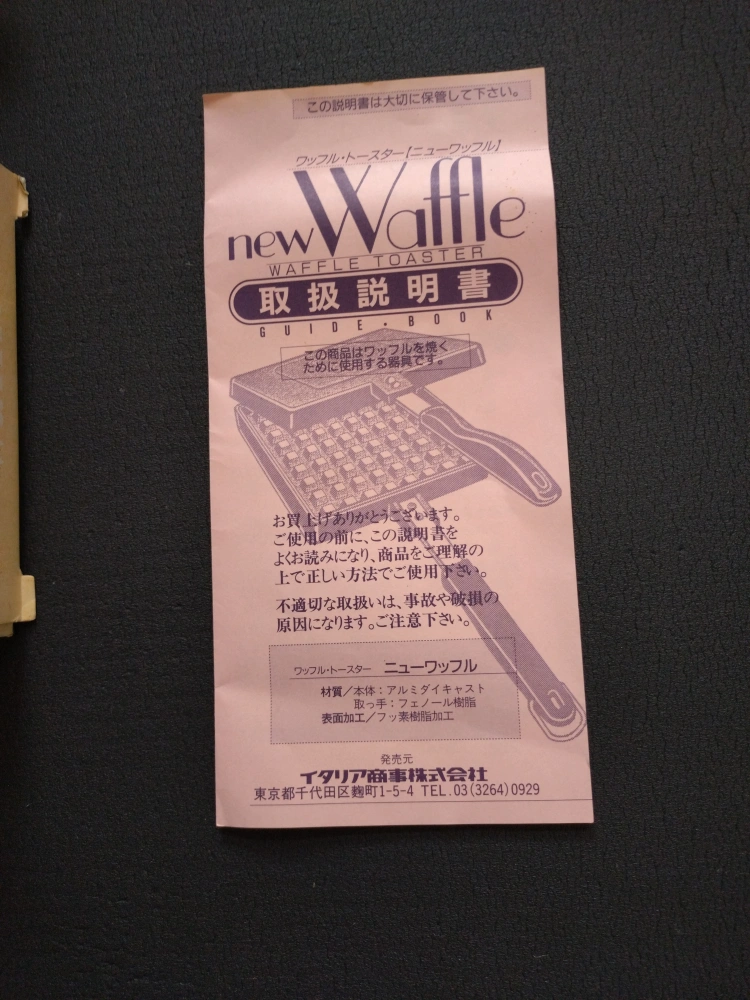 この説明書は大切に保管して下さい。
ワッフル・トースター【ニューワッフル】
new Waffle
WAFFLE TOASTER
取扱説明書
GUIDE・BOOK
この商品はワッフルを焼く
ために使用する器具です。
お買上げありがとうございます。
ご使用の前に、この説明書を
よくお読みになり、商品をご理解の
上で正しい方法でご使用下さい。
不適切な取扱いは、事故や破損の
原因になります。ご注意下さい。
ワッフル・トースター ニューワッフル
材質／本体：アルミダイキャスト
取っ手：フェノール樹脂
表面加工／フッ素樹脂加工
発売元
イタリア商事株式会社
東京都千代田区麴町1-5-4 TEL.03(3264)0929